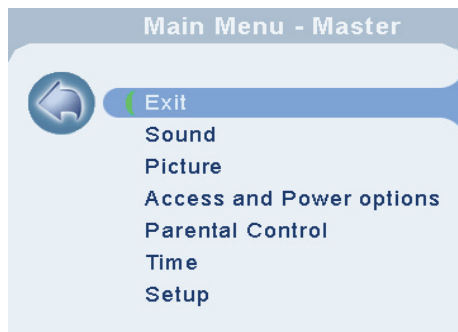 Main Menu - Master
Exit
Sound
Picture
Access and Power options
Parental Control
Time
Setup